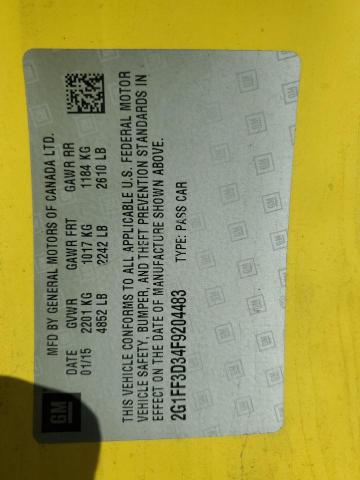 MFD BY GENERAL MOTORS OF CANADA LTD.
DATE GVWR GAWR FRT GAWR RR
01/15 2201 KG 1017 KG 1184 KG
4852 LB 2242 LB 2610 LB
GM
THIS VEHICLE CONFORMS TO ALL APPLICABLE U.S. FEDERAL MOTOR
VEHICLE SAFETY, BUMPER, AND THEFT PREVENTION STANDARDS IN
EFFECT ON THE DATE OF MANUFACTURE SHOWN ABOVE.
2G1FF3D34F9204483 TYPE: PASS CAR